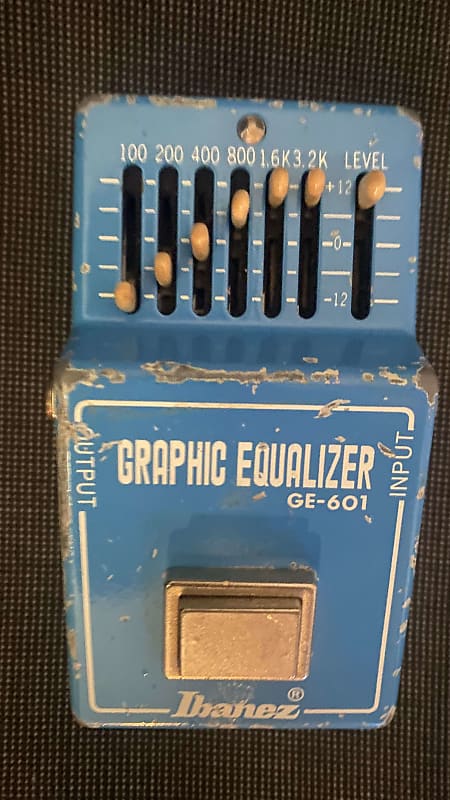 100 200 400 800 1.6K 3.2K LEVEL
+12
-0-
-12
OUTPUT
INPUT
GRAPHIC EQUALIZER
GE-601
Ibanez®